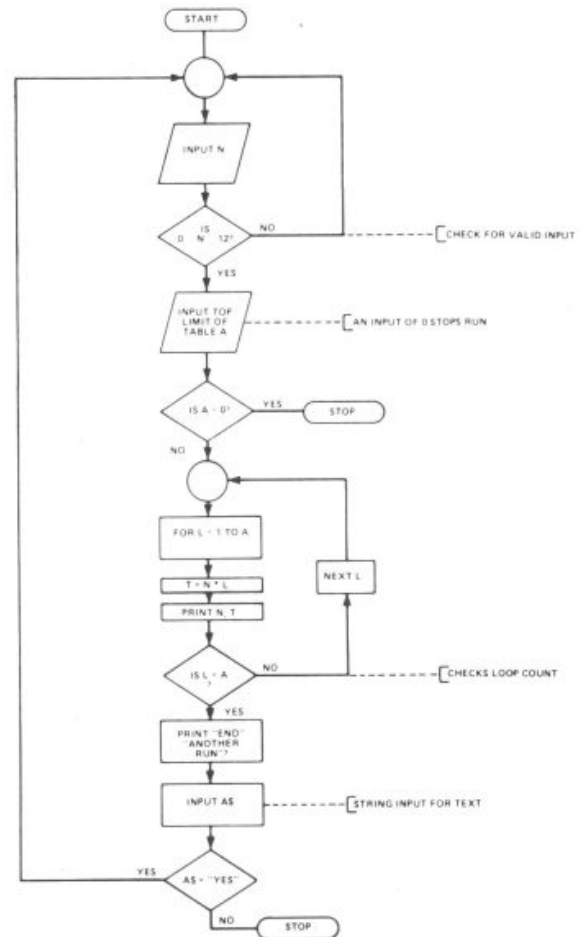 START
INPUT N
IS
0 N 12?
NO
CHECK FOR VALID INPUT
YES
INPUT TOP
LIMIT OF
TABLE A
AN INPUT OF 0 STOPS RUN
IS A = 0?
YES
STOP
NO
FOR L = 1 TO A
T = N * L
NEXT L
PRINT N, T
IS L = A
?
NO
CHECKS LOOP COUNT
YES
PRINT "END"
"ANOTHER
RUN"?
INPUT A$
STRING INPUT FOR TEXT
A$ = "YES"
YES
NO
STOP